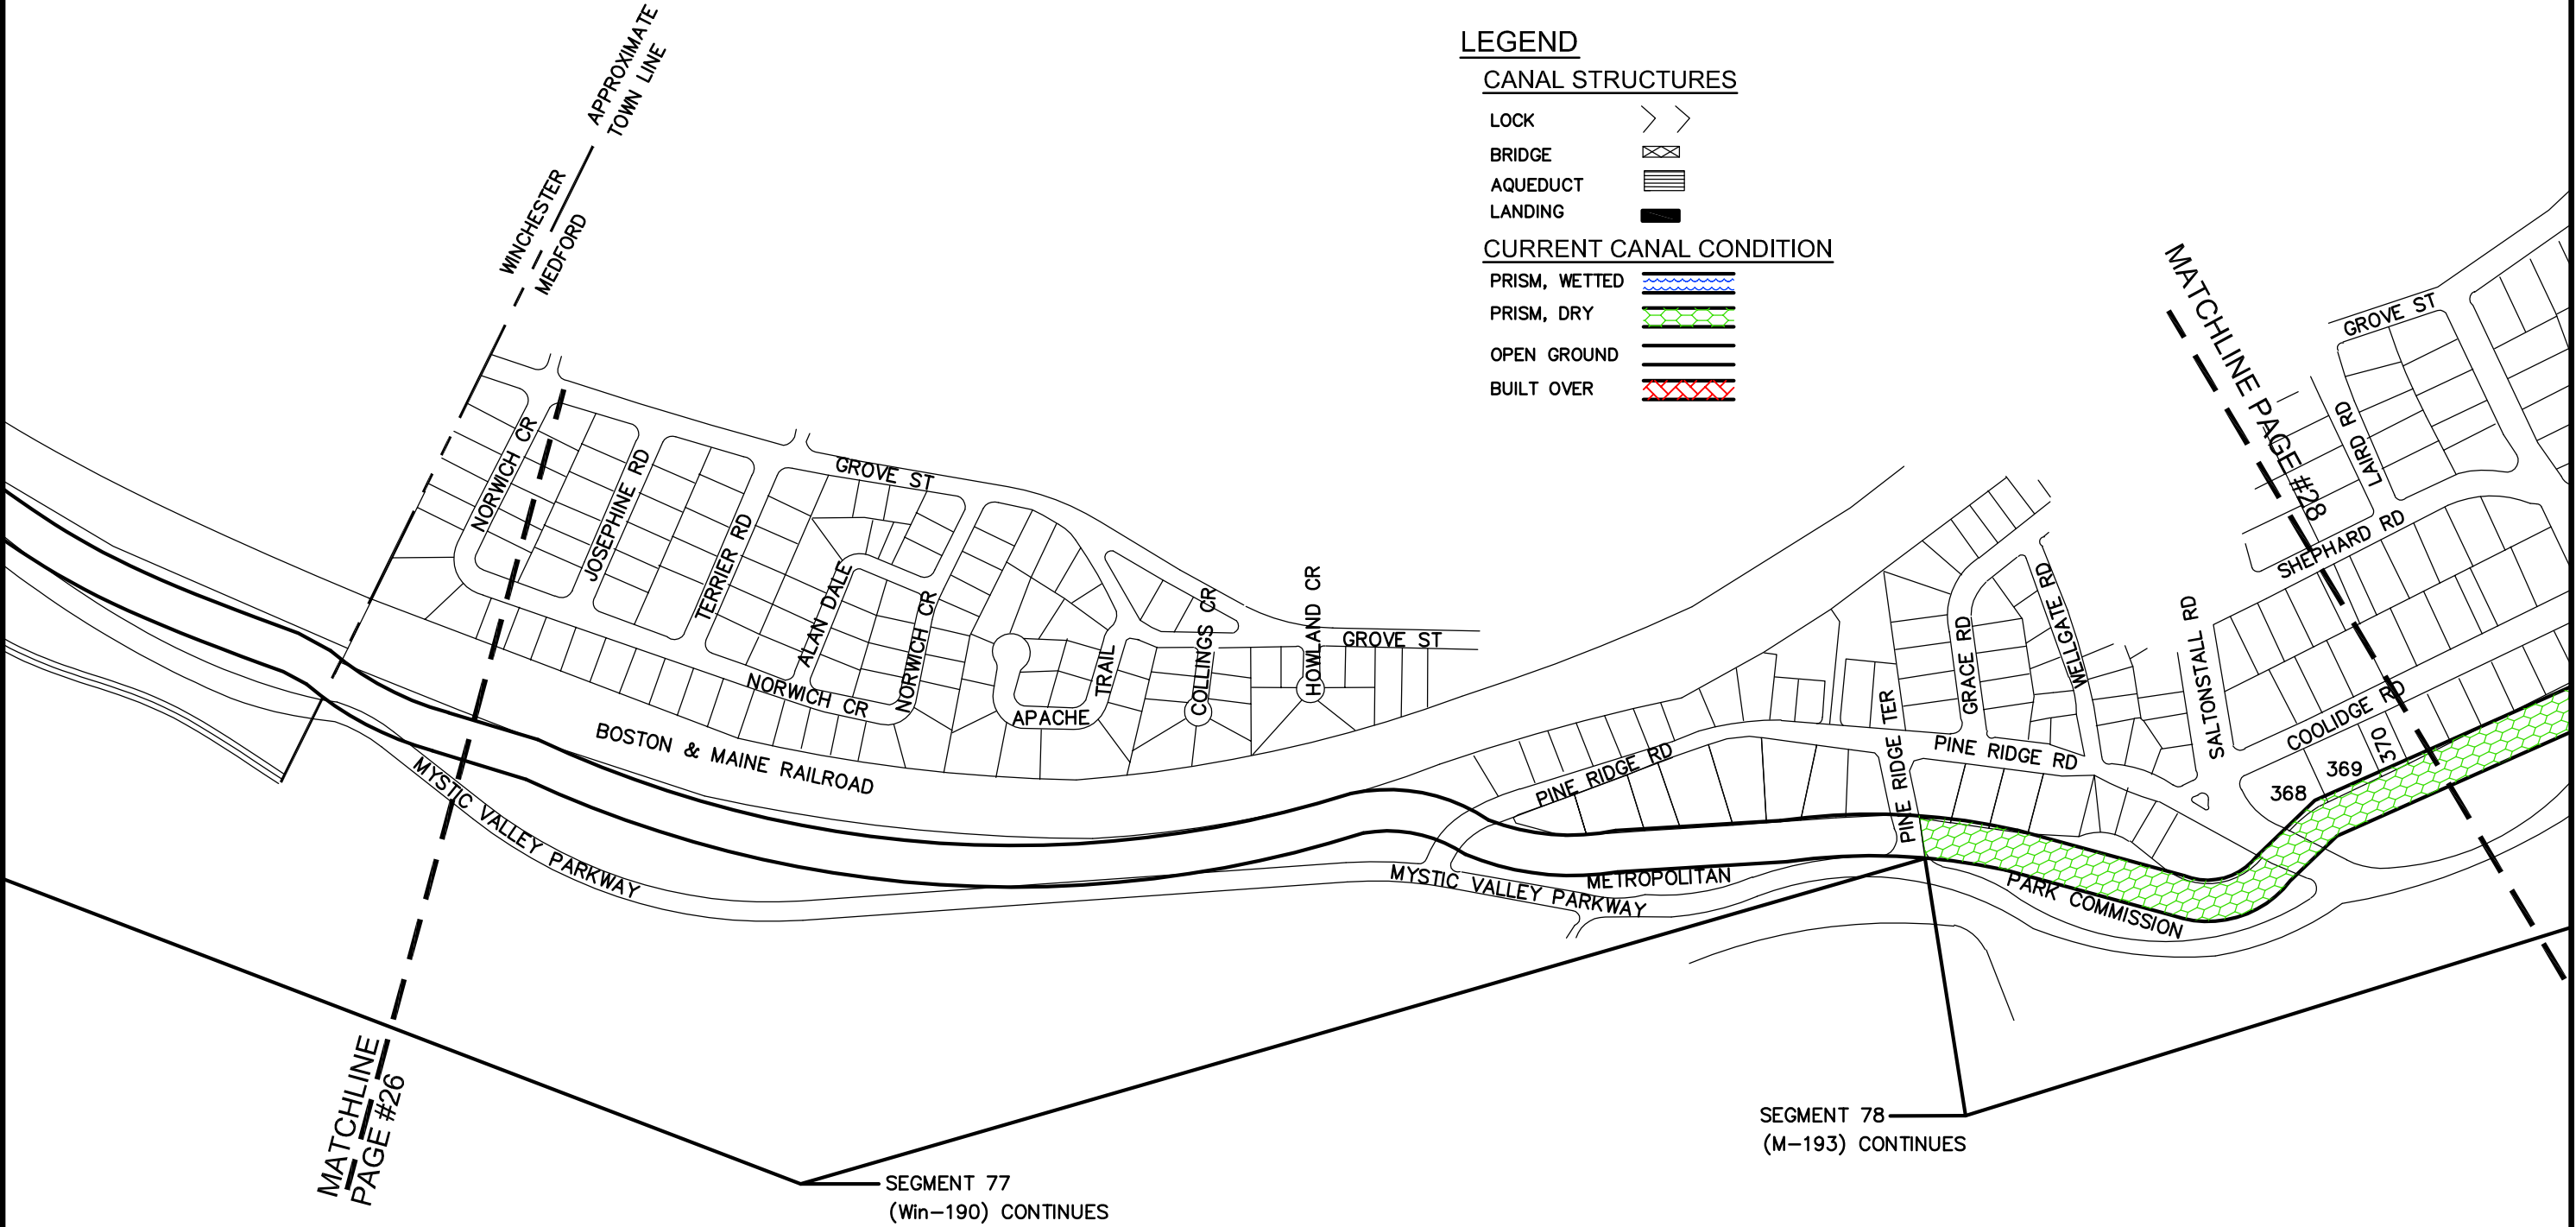 APPROXIMATE
TOWN LINE
WINCHESTER
MEDFORD
LEGEND
CANAL STRUCTURES
LOCK
BRIDGE
AQUEDUCT
LANDING
CURRENT CANAL CONDITION
PRISM, WETTED
PRISM, DRY
OPEN GROUND
BUILT OVER
MATCHLINE PAGE #28
GROVE ST
LAIRD RD
SHEPHARD RD
NORWICH CR
JOSEPHINE RD
TERRIER RD
GROVE ST
ALAN DALE
NORWICH CR
NORWICH CR
APACHE
TRAIL
COLLINGS CR
HOWLAND CR
GROVE ST
BOSTON & MAINE RAILROAD
MYSTIC VALLEY PARKWAY
PINE RIDGE RD
PINE RIDGE TER
GRACE RD
WELLGATE RD
PINE RIDGE RD
SALTONSTALL RD
COOLIDGE RD
368
369
370
MYSTIC VALLEY PARKWAY
METROPOLITAN
PARK COMMISSION
MATCHLINE
PAGE #26
SEGMENT 77
(Win-190) CONTINUES
SEGMENT 78
(M-193) CONTINUES